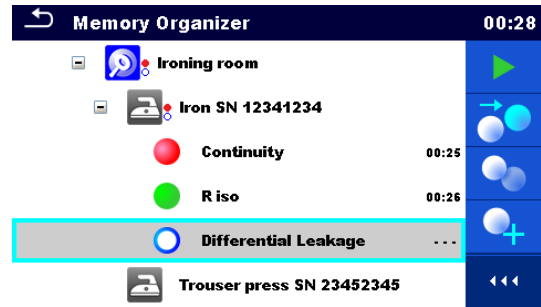 Memory Organizer 00:28
Ironing room
Iron SN 12341234
Continuity 00:25
R iso 00:26
Differential Leakage ---
Trouser press SN 23452345